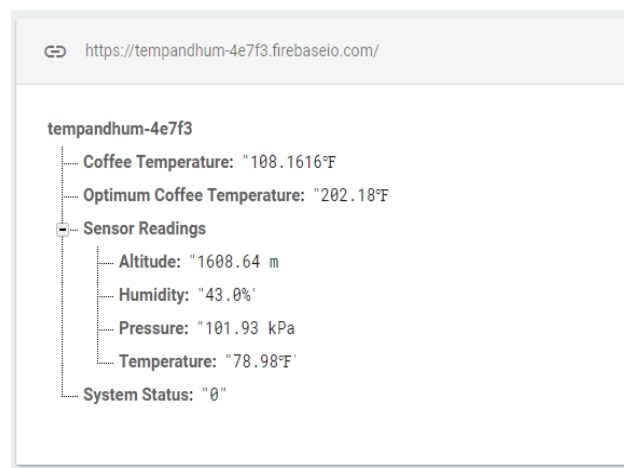 https://tempandhum-4e7f3.firebaseio.com/
tempandhum-4e7f3
Coffee Temperature: "108.1616°F
Optimum Coffee Temperature: "202.18°F
Sensor Readings
Altitude: "1608.64 m
Humidity: "43.0%'
Pressure: "101.93 kPa
Temperature: "78.98°F'
System Status: "0"